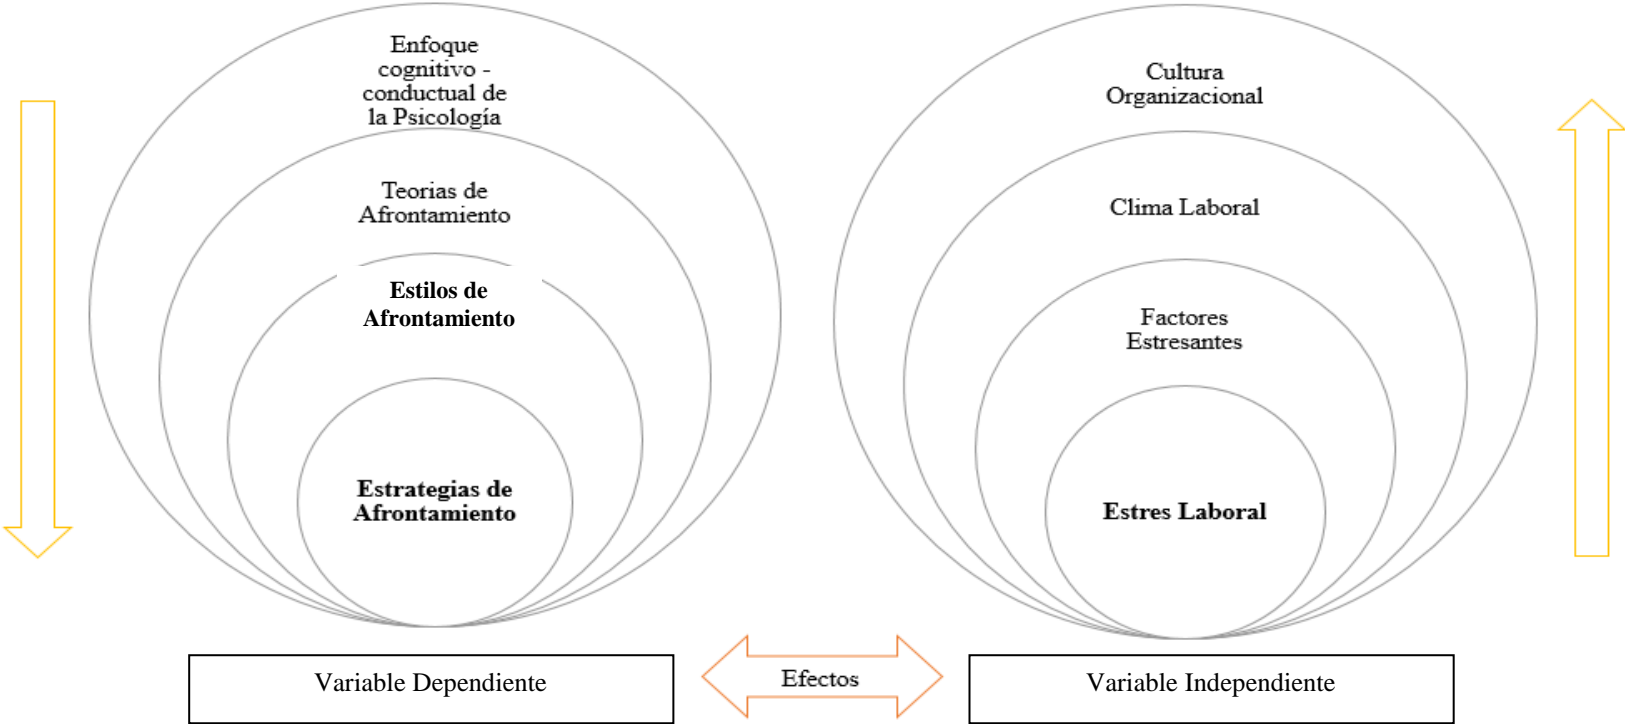 Enfoque
cognitivo -
conductual de
la Psicología
Teorias de
Afrontamiento
Estilos de
Afrontamiento
Estrategias de
Afrontamiento
Cultura
Organizacional
Clima Laboral
Factores
Estresantes
Estres Laboral
Variable Dependiente
Efectos
Variable Independiente